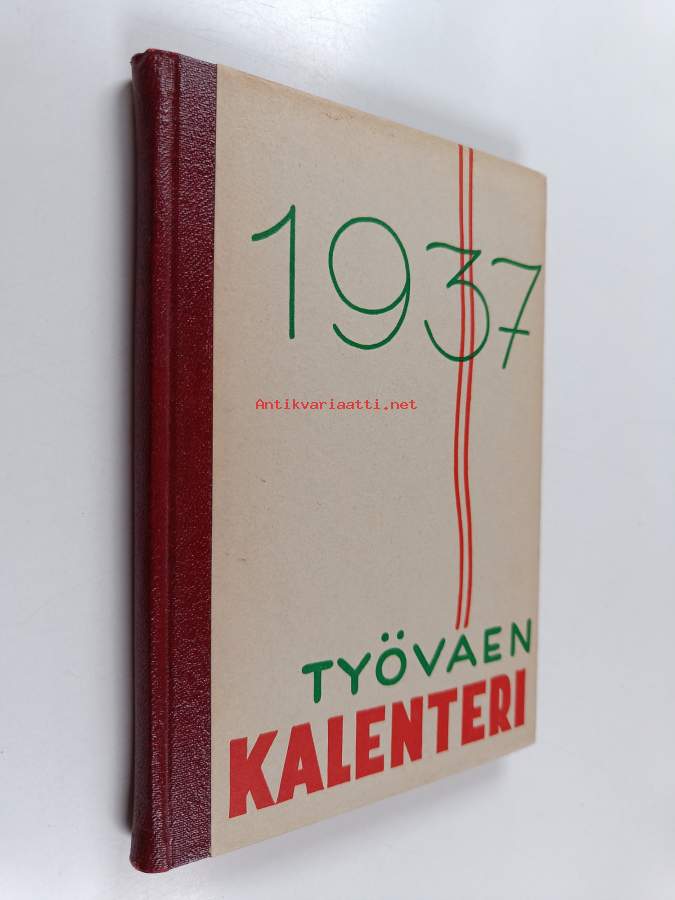 1937
Antikvariaatti.net
TYÖVÄEN
KALENTERI